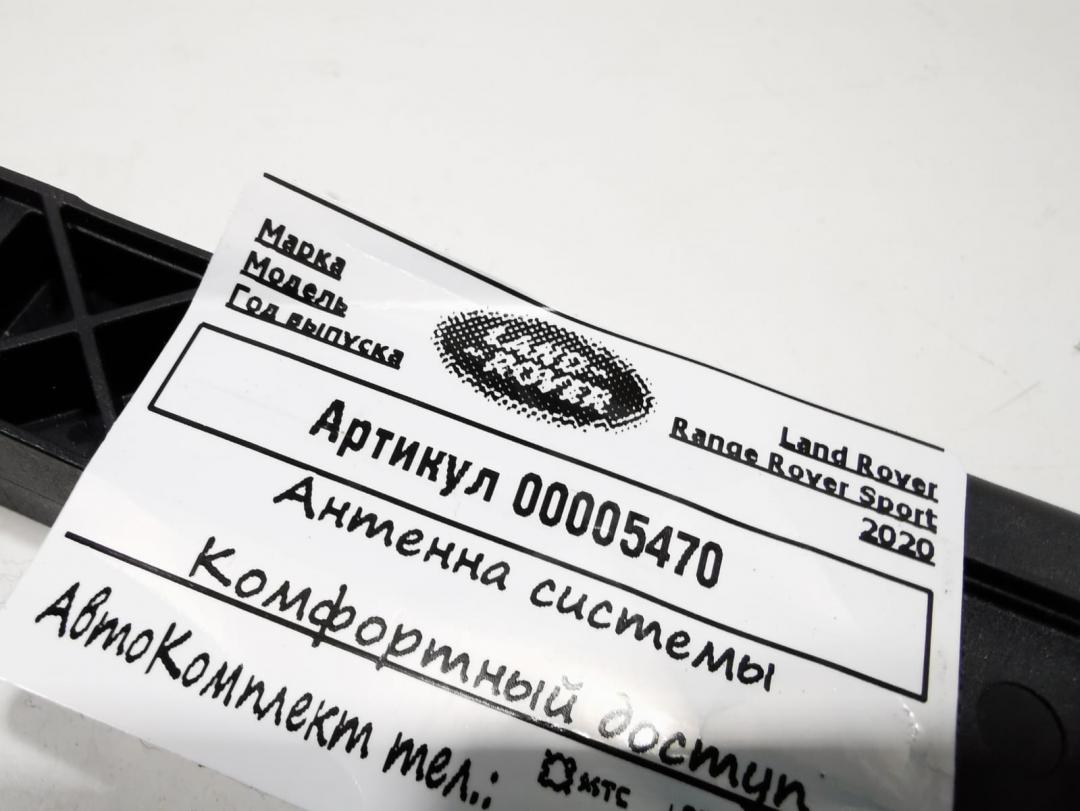 Марка
Модель
Год выпуска
LAND ROVER
Land Rover
Range Rover Sport
2020
Артикул 00005470
Антенна системы
Комфортный доступ
АвтоКомплект тел.:
МТС